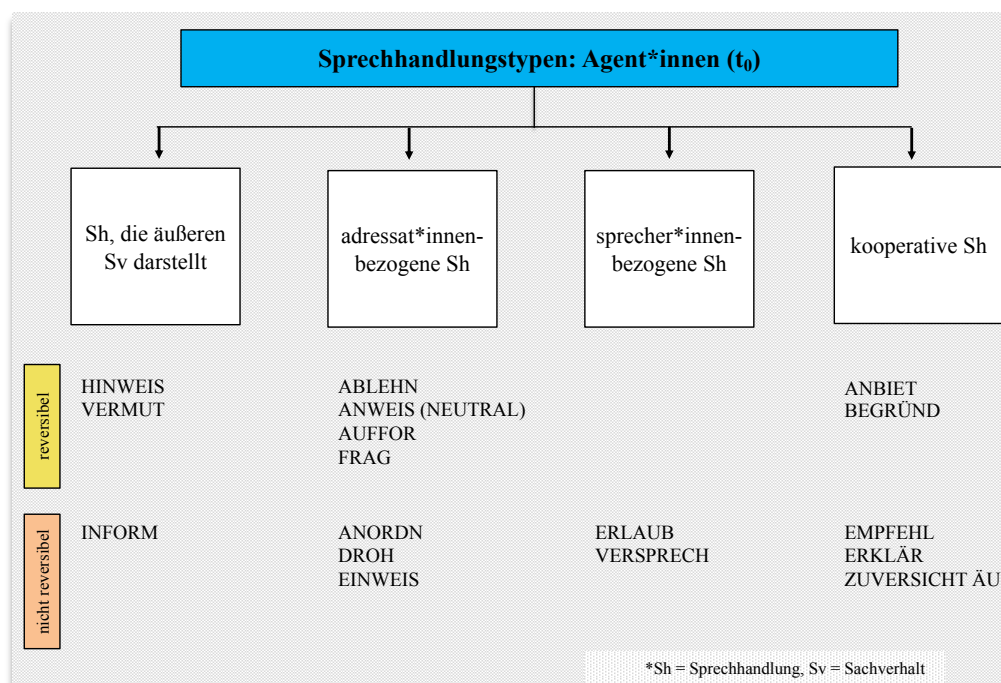 Sprechhandlungstypen: Agent*innen (t₀)
Sh, die äußeren
Sv darstellt
adressat*innen-
bezogene Sh
sprecher*innen-
bezogene Sh
kooperative Sh
reversibel
HINWEIS
VERMUT
ABLEHN
ANWEIS (NEUTRAL)
AUFFOR
FRAG
ANBIET
BEGRÜND
nicht reversibel
INFORM
ANORDN
DROH
EINWEIS
ERLAUB
VERSPRECH
EMPFEHL
ERKLÄR
ZUVERSICHT ÄU
*Sh = Sprechhandlung, Sv = Sachverhalt